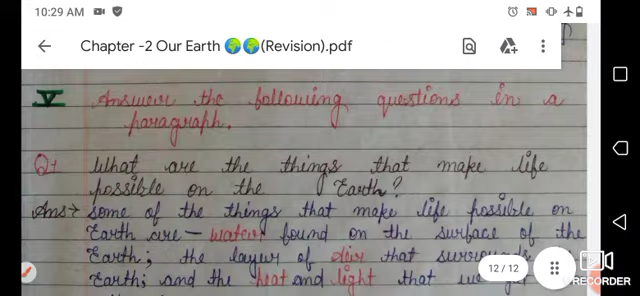 10:29 AM
Chapter -2 Our Earth 🌍🌍(Revision).pdf
V Answer the following questions in a
paragraph.
Q1 What are the things that make life
possible on the Earth?
Ans→ some of the things that make life possible on
Earth are — water found on the surface of the
Earth; the layer of air that surrounds
Earth; and the heat and light that we get
12 / 12
RECORDER